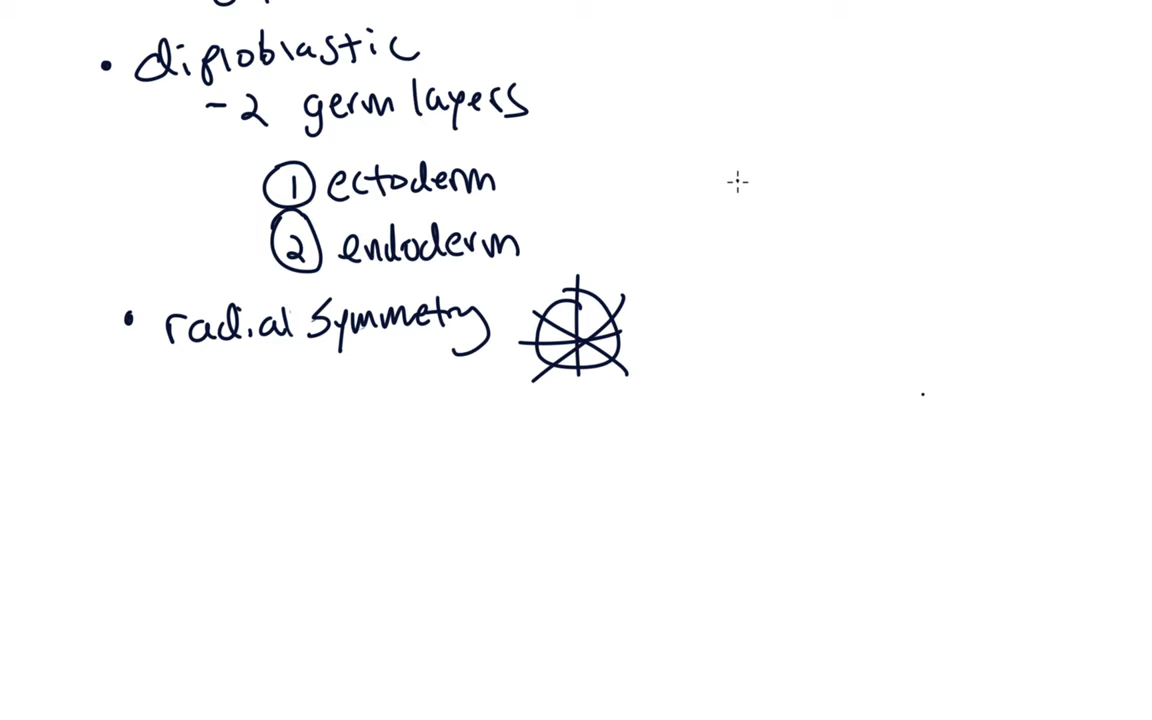 • diploblastic
- 2 germ layers
① ectoderm
② endoderm
• radial symmetry